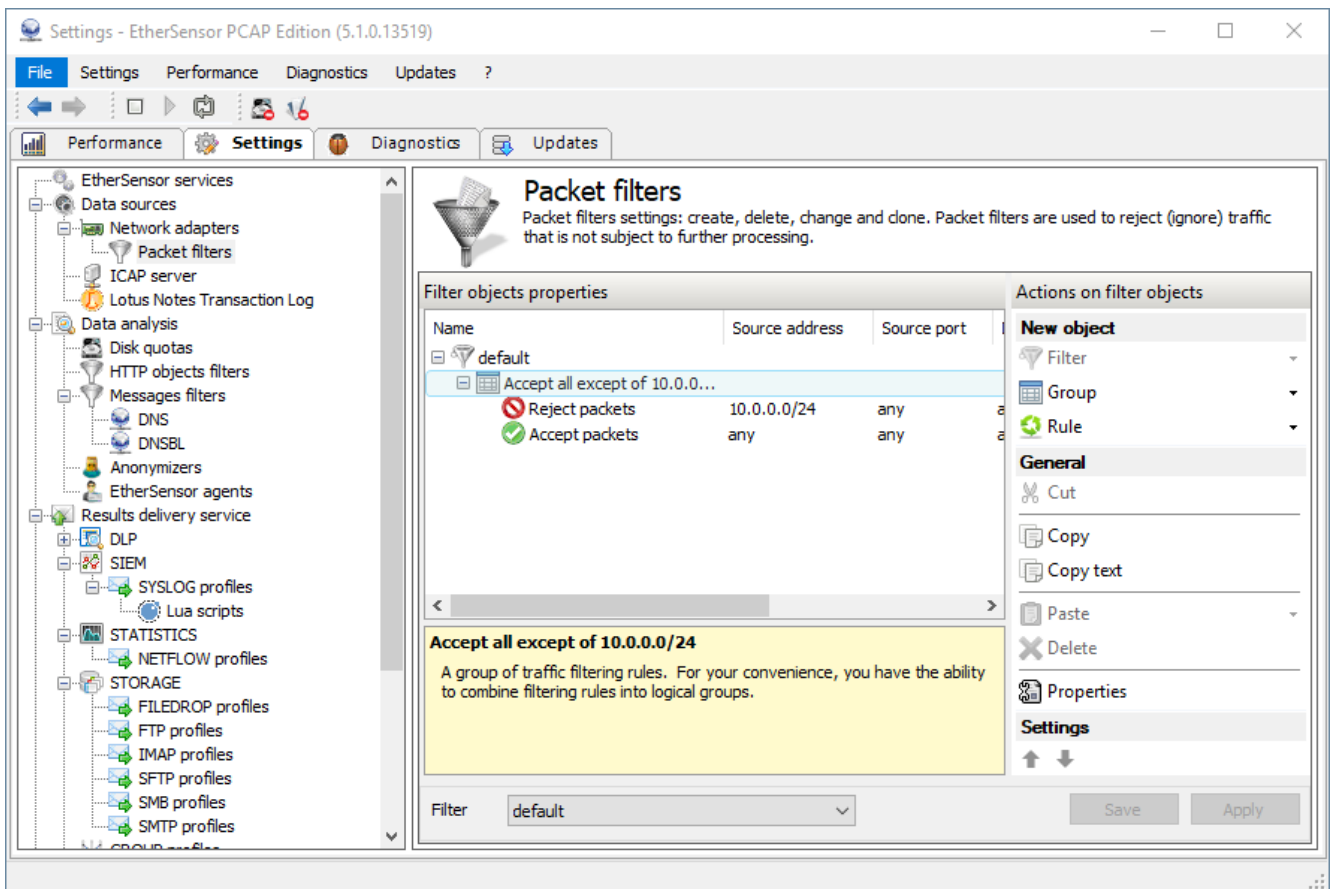 Settings - EtherSensor PCAP Edition (5.1.0.13519)
File Settings Performance Diagnostics Updates ?
Performance Settings Diagnostics Updates
EtherSensor services
Data sources
Network adapters
Packet filters
ICAP server
Lotus Notes Transaction Log
Data analysis
Disk quotas
HTTP objects filters
Messages filters
DNS
DNSBL
Anonymizers
EtherSensor agents
Results delivery service
DLP
SIEM
SYSLOG profiles
Lua scripts
STATISTICS
NETFLOW profiles
STORAGE
FILEDROP profiles
FTP profiles
IMAP profiles
SFTP profiles
SMB profiles
SMTP profiles
Packet filters
Packet filters settings: create, delete, change and clone. Packet filters are used to reject (ignore) traffic
that is not subject to further processing.
Filter objects properties
Name Source address Source port
default
Accept all except of 10.0.0...
Reject packets 10.0.0.0/24 any a
Accept packets any any a
Accept all except of 10.0.0.0/24
A group of traffic filtering rules. For your convenience, you have the ability
to combine filtering rules into logical groups.
Filter default
Actions on filter objects
New object
Filter
Group
Rule
General
Cut
Copy
Copy text
Paste
Delete
Properties
Settings
Save Apply